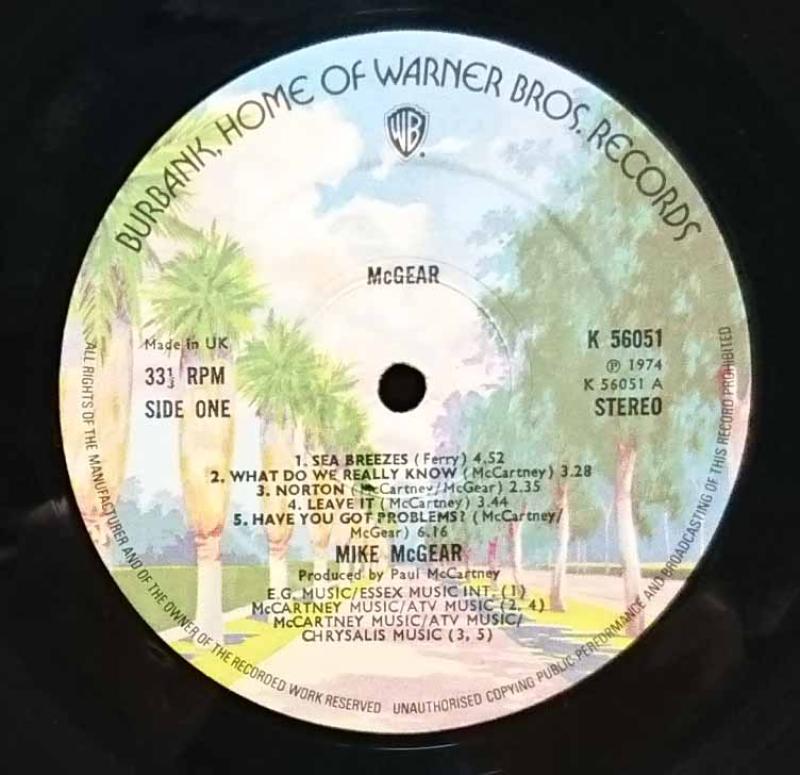 BURBANK, HOME OF WARNER BROS. RECORDS
WB
McGEAR
Made in UK
33⅓ RPM
SIDE ONE
K 56051
℗ 1974
K 56051 A
STEREO
1. SEA BREEZES (Ferry) 4.52
2. WHAT DO WE REALLY KNOW (McCartney) 3.28
3. NORTON (McCartney/McGear) 2.35
4. LEAVE IT (McCartney) 3.44
5. HAVE YOU GOT PROBLEMS? (McCartney/
McGear) 6.16
MIKE McGEAR
Produced by Paul McCartney
E.G. MUSIC/ESSEX MUSIC INT. (1)
McCARTNEY MUSIC/ATV MUSIC (2, 4)
McCARTNEY MUSIC/ATV MUSIC/
CHRYSALIS MUSIC (3, 5)
ALL RIGHTS OF THE MANUFACTURER AND OF THE OWNER OF THE RECORDED WORK RESERVED UNAUTHORISED COPYING PUBLIC PERFORMANCE AND BROADCASTING OF THIS RECORD PROHIBITED